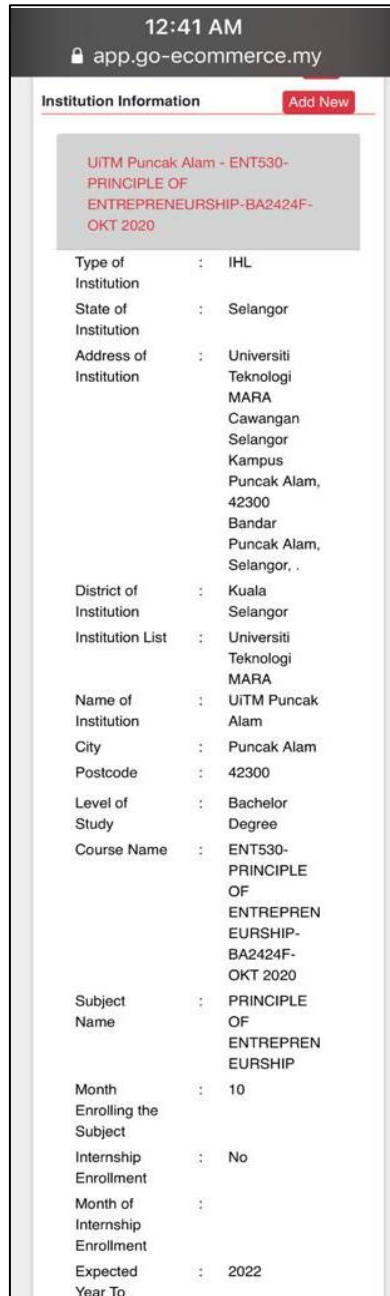 12:41 AM
app.go-ecommerce.my
Institution Information Add New
UiTM Puncak Alam - ENT530-
PRINCIPLE OF
ENTREPRENEURSHIP-BA2424F-
OKT 2020
Type of : IHL
Institution
State of : Selangor
Institution
Address of : Universiti
Institution Teknologi
MARA
Cawangan
Selangor
Kampus
Puncak Alam,
42300
Bandar
Puncak Alam,
Selangor, .
District of : Kuala
Institution Selangor
Institution List : Universiti
Teknologi
MARA
Name of : UiTM Puncak
Institution Alam
City : Puncak Alam
Postcode : 42300
Level of : Bachelor
Study Degree
Course Name : ENT530-
PRINCIPLE
OF
ENTREPREN
EURSHIP-
BA2424F-
OKT 2020
Subject : PRINCIPLE
Name OF
ENTREPREN
EURSHIP
Month : 10
Enrolling the
Subject
Internship : No
Enrollment
Month of :
Internship
Enrollment
Expected : 2022
Year To